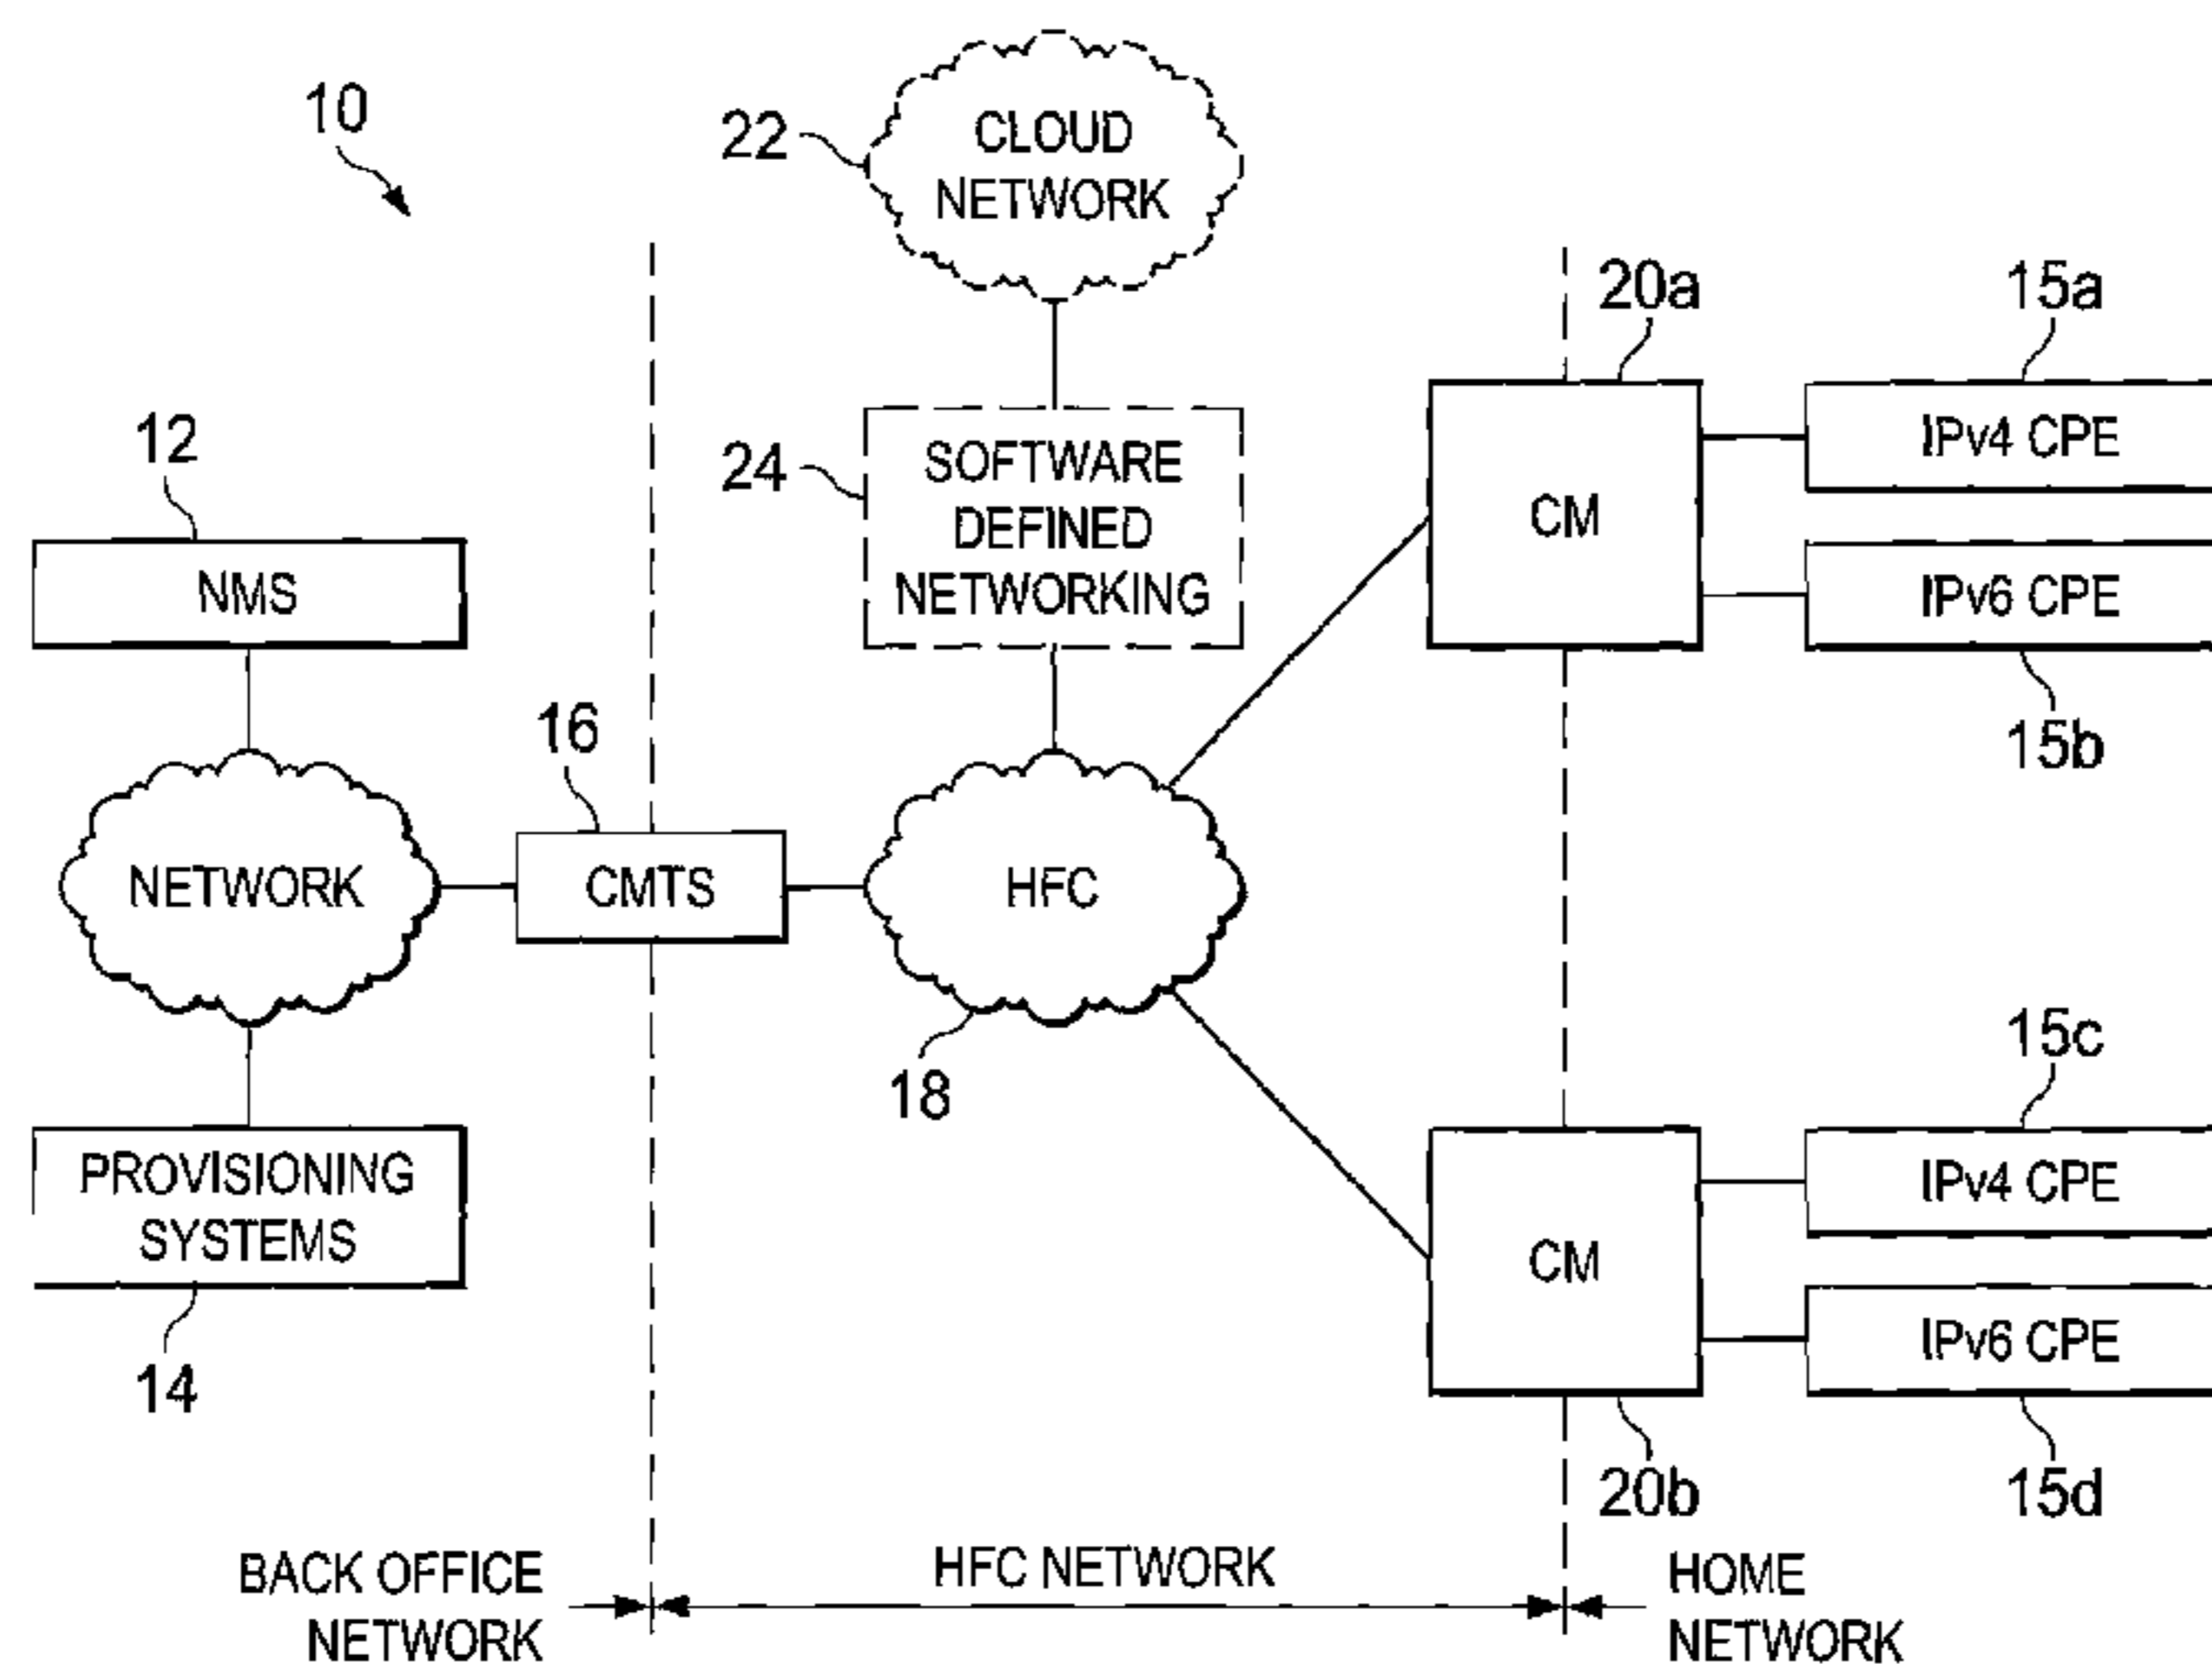 10
22
CLOUD
NETWORK
20a
15a
12
24
SOFTWARE
DEFINED
NETWORKING
CM
IPv4 CPE
NMS
IPv6 CPE
15b
16
NETWORK
CMTS
HFC
18
15c
PROVISIONING
SYSTEMS
IPv4 CPE
CM
IPv6 CPE
14
20b
15d
BACK OFFICE
NETWORK
HFC NETWORK
HOME
NETWORK